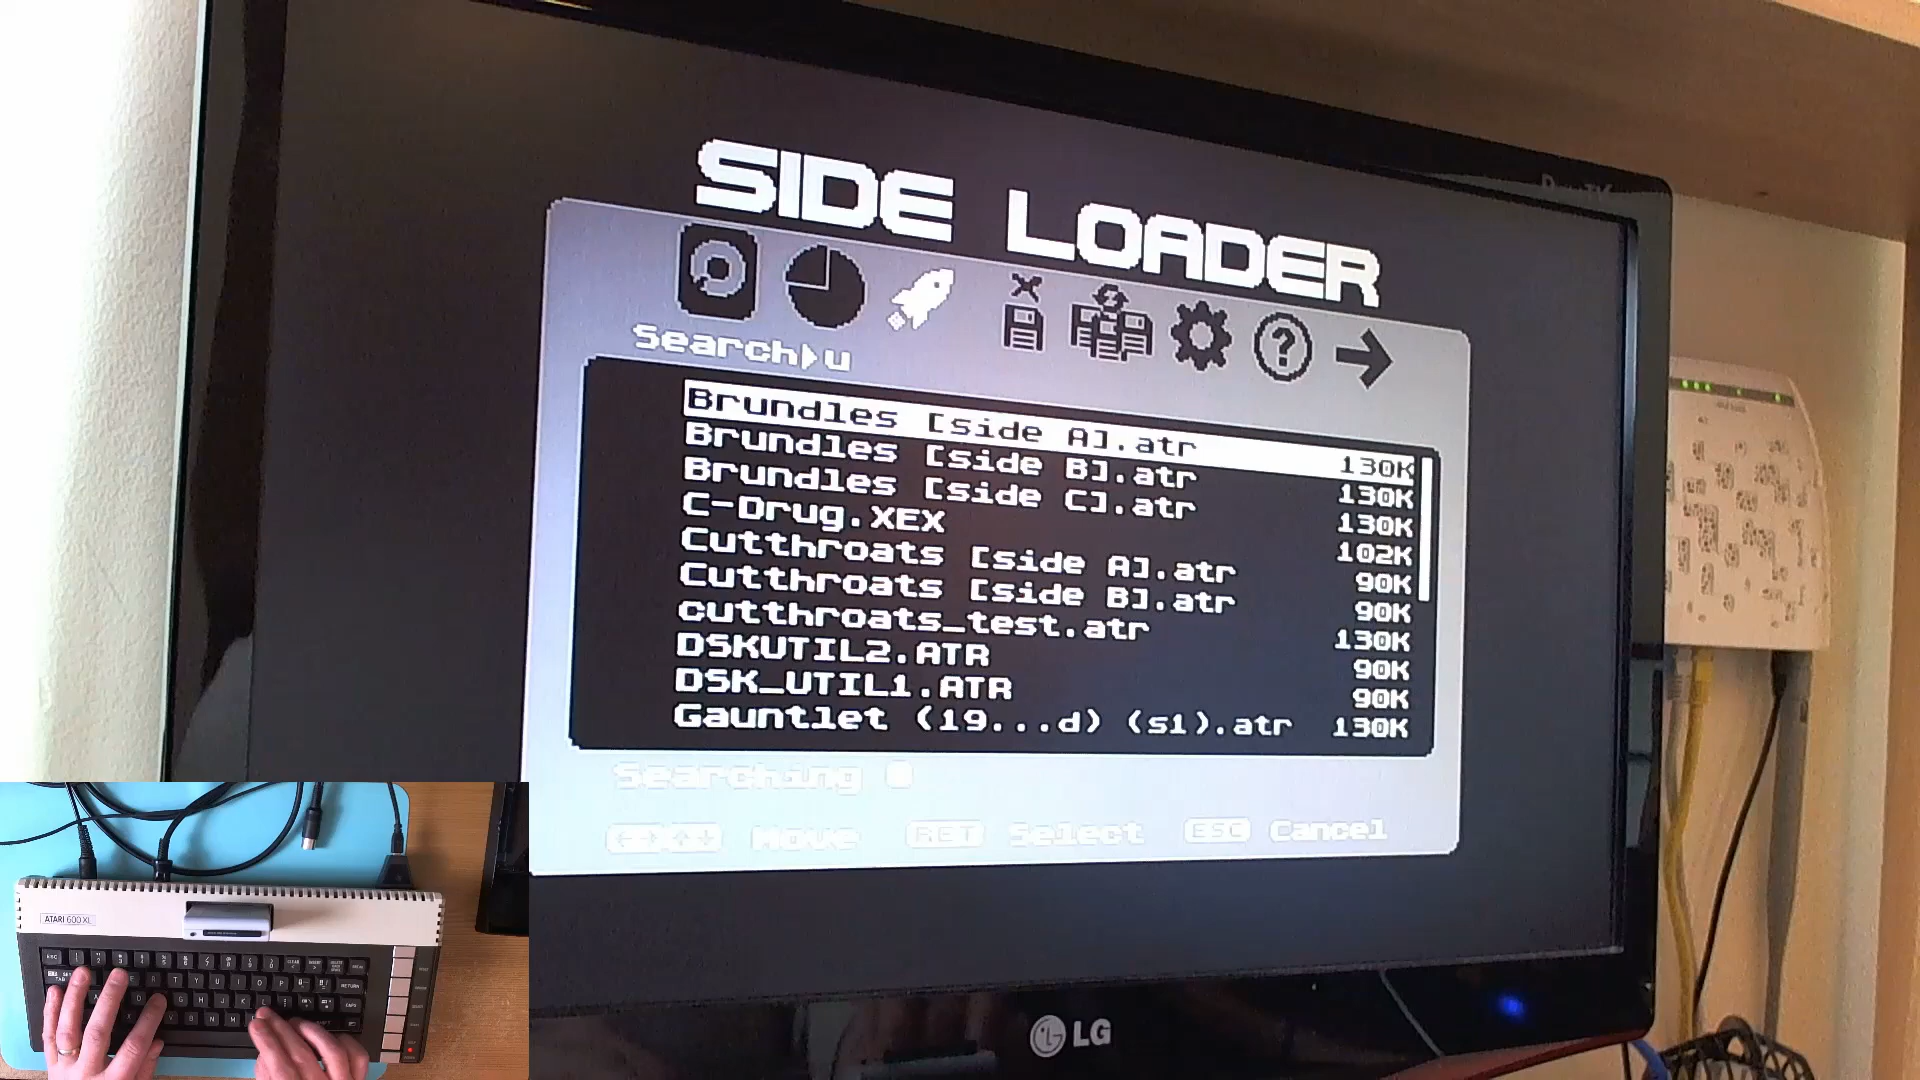 SIDE LOADER
Search▶u
Brundles [side A].atr 130K
Brundles [side B].atr 130K
Brundles [side C].atr 130K
C-Drug.XEX 102K
Cutthroats [side A].atr 90K
Cutthroats [side B].atr 90K
cutthroats_test.atr 130K
DSKUTIL2.ATR 90K
DSK_UTIL1.ATR 90K
Gauntlet (19...d) (s1).atr 130K
Searching
Move RET Select ESC Cancel
LG
ATARI 600XL